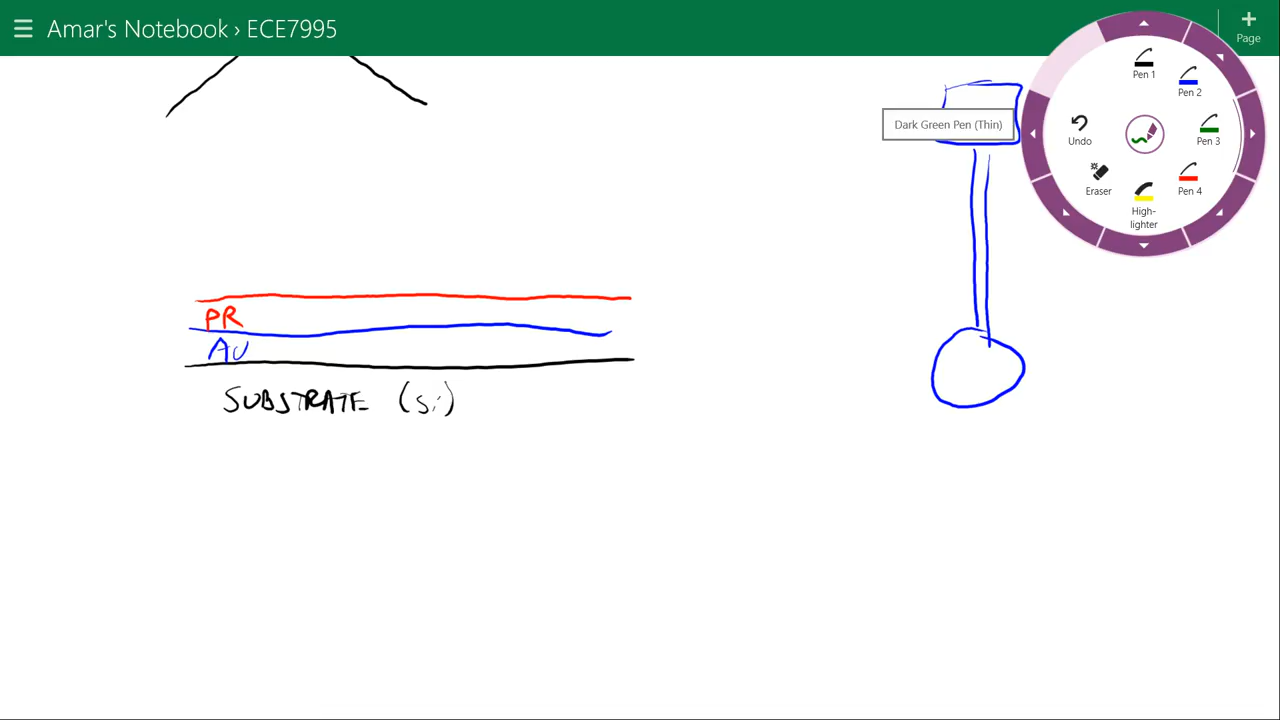 Amar's Notebook › ECE7995
Page
Pen 1
Pen 2
Dark Green Pen (Thin)
Undo
Pen 3
Eraser
Pen 4
High-
lighter
PR
AU
SUBSTRATE (Si)